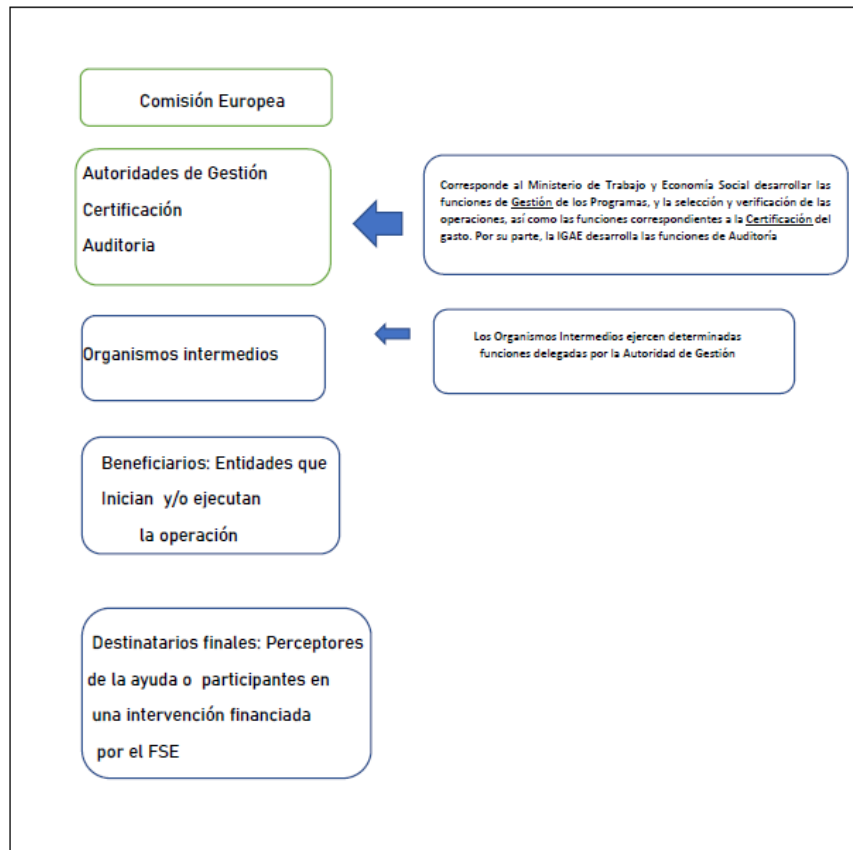 Comisión Europea
Autoridades de Gestión
Certificación
Auditoria
Corresponde al Ministerio de Trabajo y Economía Social desarrollar las
funciones de Gestión de los Programas, y la selección y verificación de las
operaciones, así como las funciones correspondientes a la Certificación del
gasto. Por su parte, la IGAE desarrolla las funciones de Auditoría
Organismos intermedios
Los Organismos Intermedios ejercen determinadas
funciones delegadas por la Autoridad de Gestión
Beneficiarios: Entidades que
Inician y/o ejecutan
la operación
Destinatarios finales: Perceptores
de la ayuda o participantes en
una intervención financiada
por el FSE